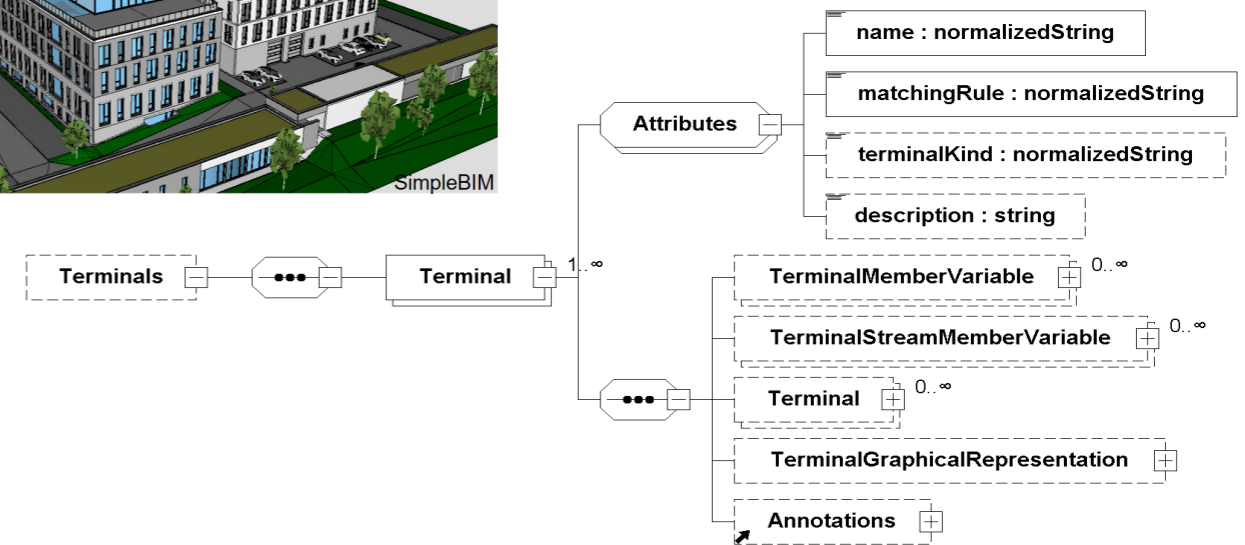 SimpleBIM
name : normalizedString
matchingRule : normalizedString
Attributes
terminalKind : normalizedString
description : string
Terminals
Terminal
1..∞
TerminalMemberVariable
0..∞
TerminalStreamMemberVariable
0..∞
Terminal
0..∞
TerminalGraphicalRepresentation
Annotations